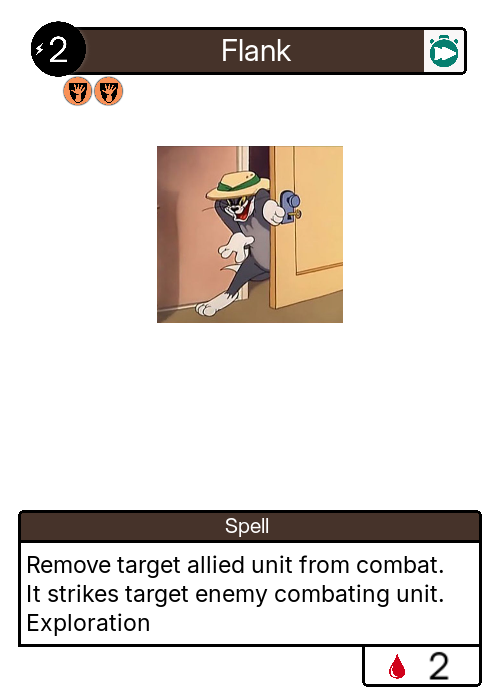 2
Flank
Spell
Remove target allied unit from combat.
It strikes target enemy combating unit.
Exploration
2